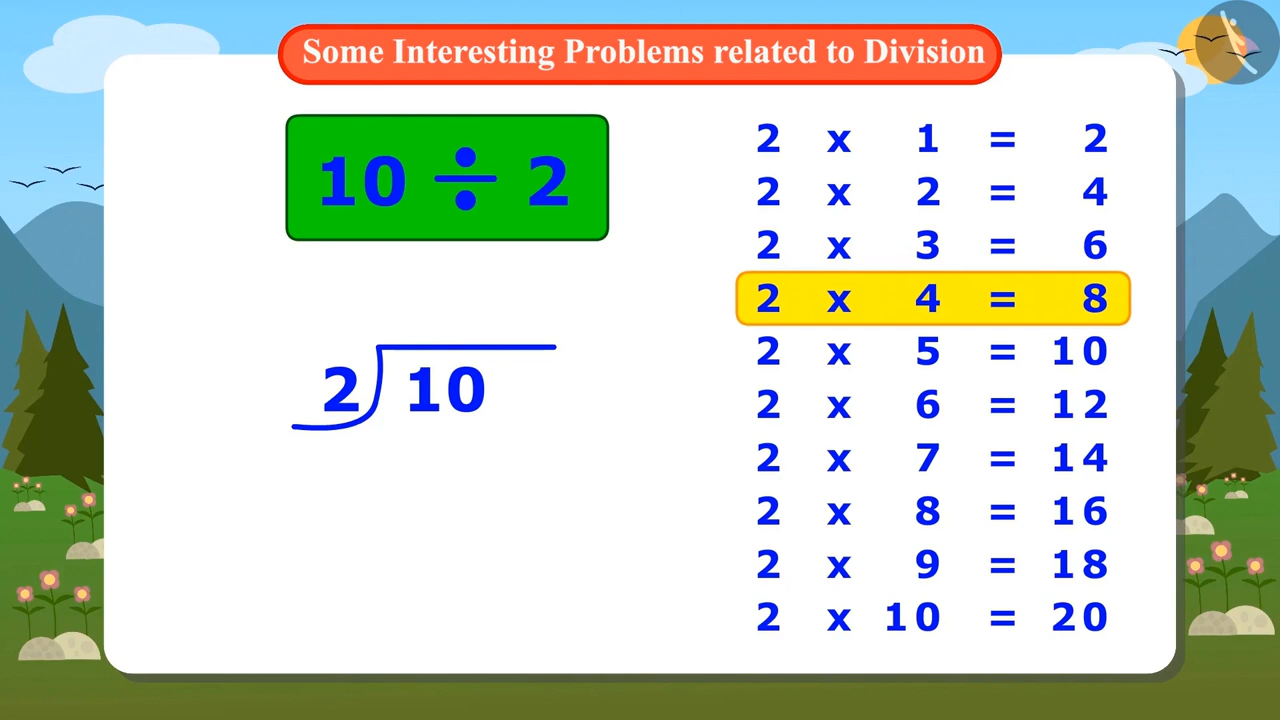 Some Interesting Problems related to Division
10 ÷ 2
2 10
2 x 1 = 2
2 x 2 = 4
2 x 3 = 6
2 x 4 = 8
2 x 5 = 10
2 x 6 = 12
2 x 7 = 14
2 x 8 = 16
2 x 9 = 18
2 x 10 = 20